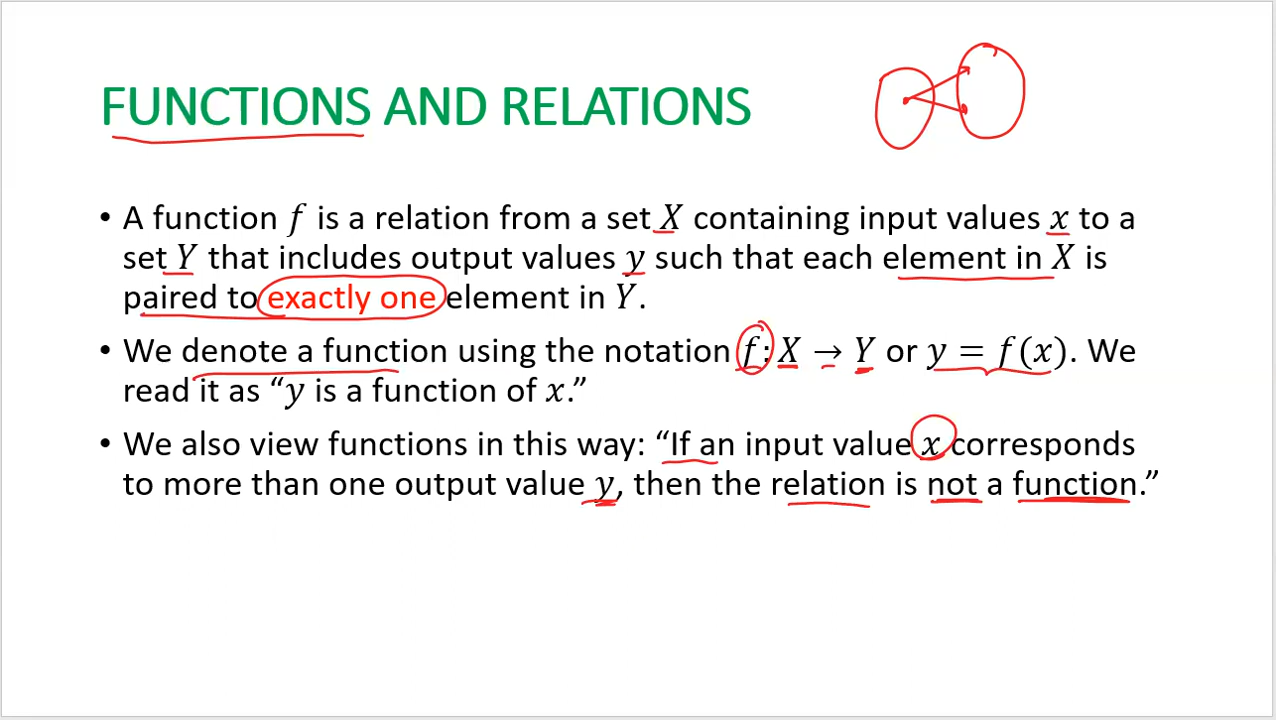 FUNCTIONS AND RELATIONS
• A function f is a relation from a set X containing input values x to a
set Y that includes output values y such that each element in X is
paired to exactly one element in Y.
• We denote a function using the notation f: X → Y or y = f(x). We
read it as “y is a function of x.”
• We also view functions in this way: “If an input value x corresponds
to more than one output value y, then the relation is not a function.”